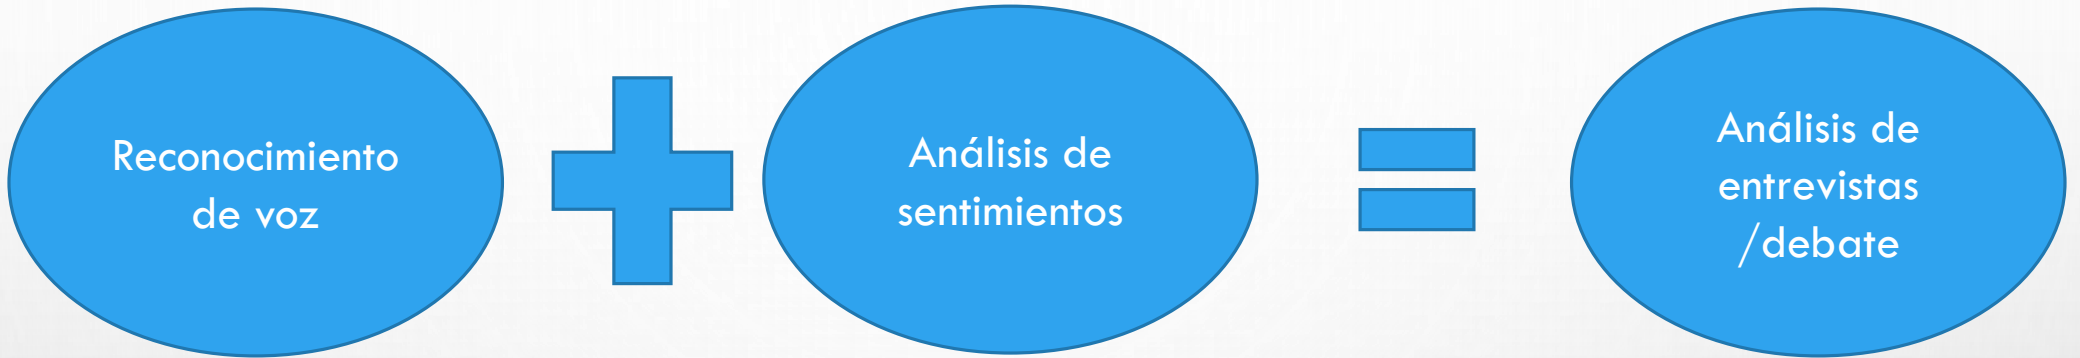 Reconocimiento
de voz
Análisis de
sentimientos
Análisis de
entrevistas
/debate